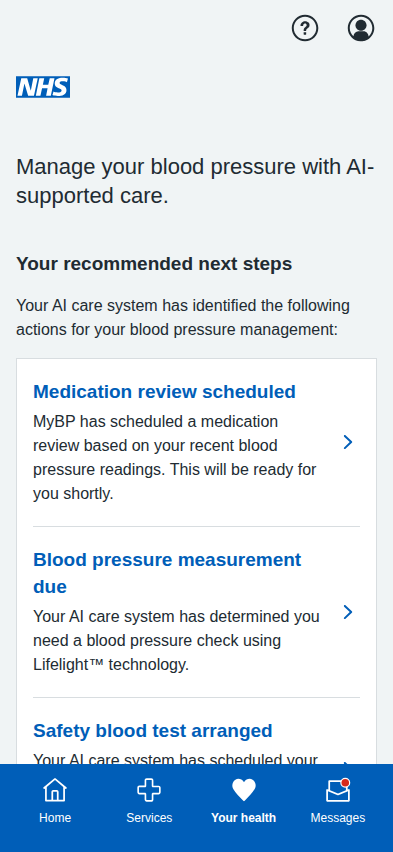 NHS
Manage your blood pressure with AI-
supported care.
Your recommended next steps
Your AI care system has identified the following
actions for your blood pressure management:
Medication review scheduled
MyBP has scheduled a medication
review based on your recent blood
pressure readings. This will be ready for
you shortly.
Blood pressure measurement
due
Your AI care system has determined you
need a blood pressure check using
Lifelight™ technology.
Safety blood test arranged
Your AI care system has scheduled your
Home
Services
Your health
Messages